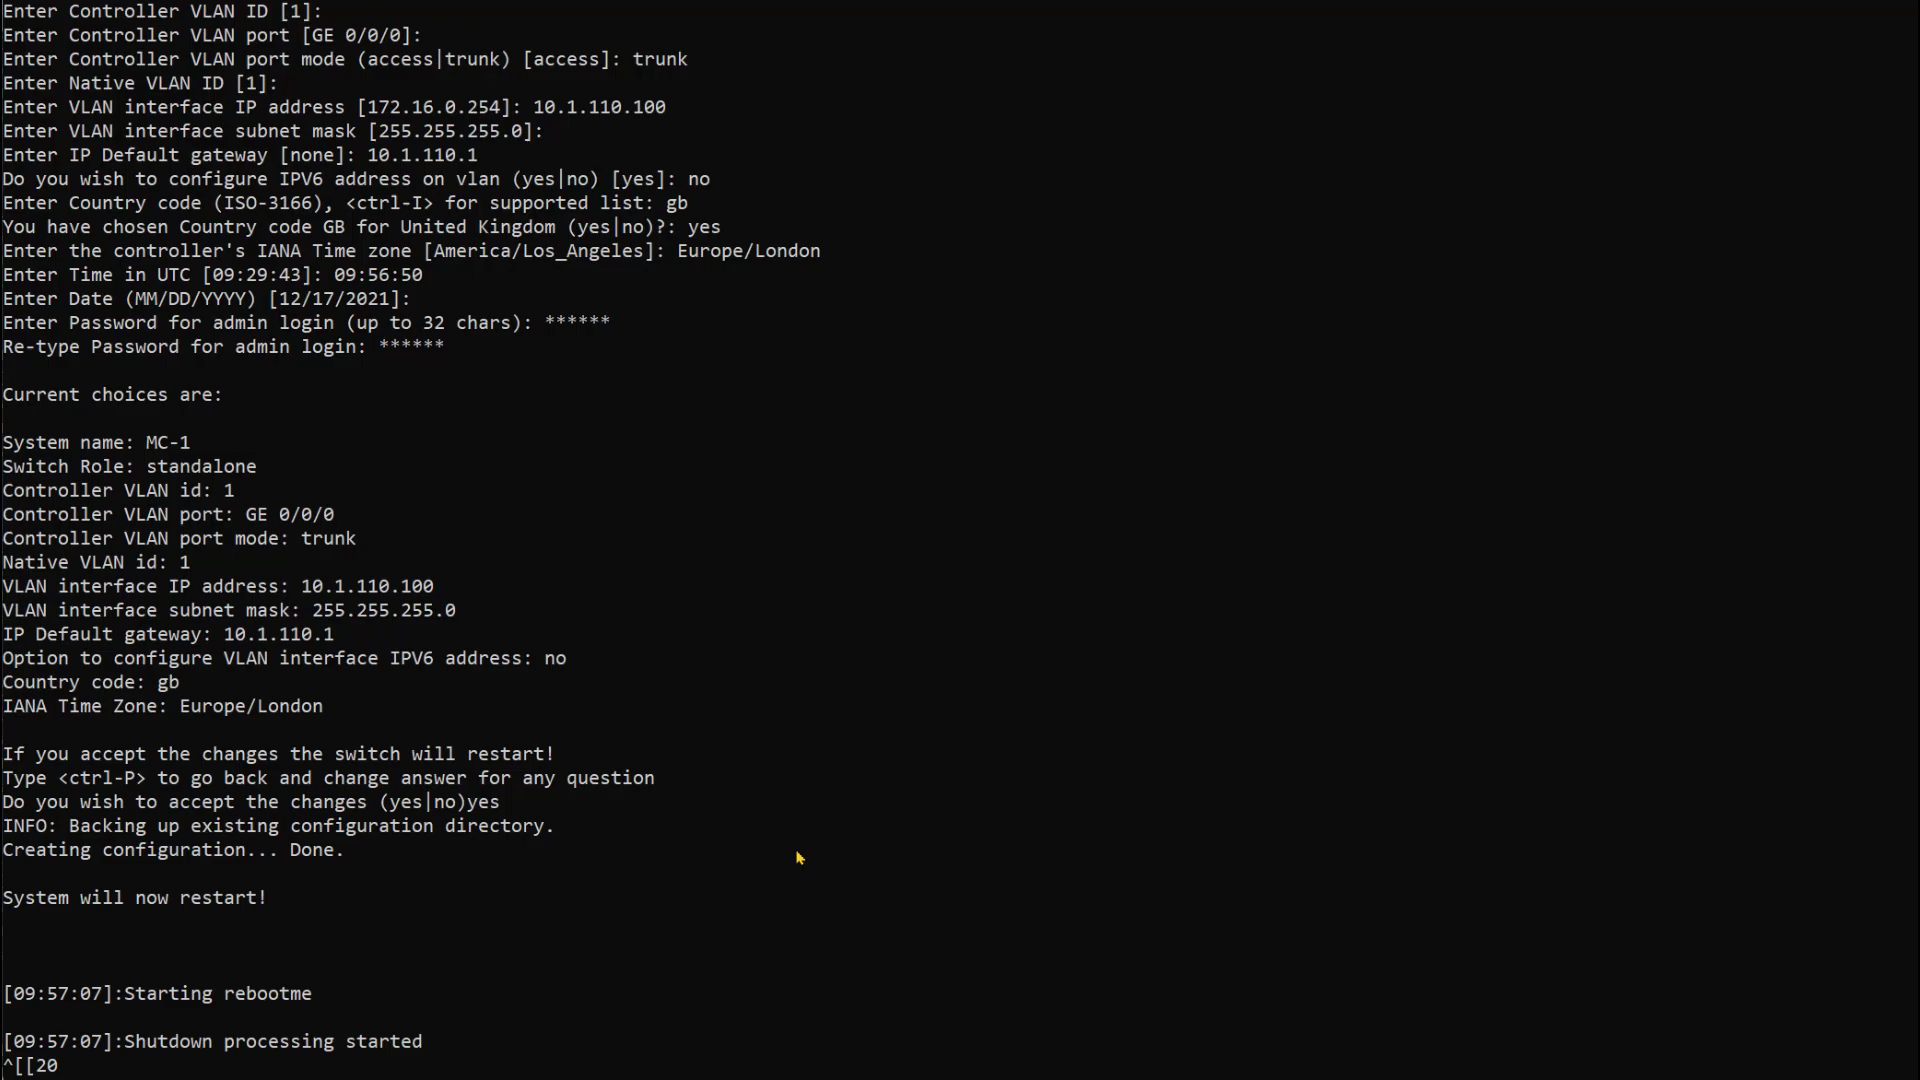 Enter Controller VLAN ID [1]:
Enter Controller VLAN port [GE 0/0/0]:
Enter Controller VLAN port mode (access|trunk) [access]: trunk
Enter Native VLAN ID [1]:
Enter VLAN interface IP address [172.16.0.254]: 10.1.110.100
Enter VLAN interface subnet mask [255.255.255.0]:
Enter IP Default gateway [none]: 10.1.110.1
Do you wish to configure IPV6 address on vlan (yes|no) [yes]: no
Enter Country code (ISO-3166), <ctrl-I> for supported list: gb
You have chosen Country code GB for United Kingdom (yes|no)?: yes
Enter the controller's IANA Time zone [America/Los_Angeles]: Europe/London
Enter Time in UTC [09:29:43]: 09:56:50
Enter Date (MM/DD/YYYY) [12/17/2021]:
Enter Password for admin login (up to 32 chars): ******
Re-type Password for admin login: ******
Current choices are:
System name: MC-1
Switch Role: standalone
Controller VLAN id: 1
Controller VLAN port: GE 0/0/0
Controller VLAN port mode: trunk
Native VLAN id: 1
VLAN interface IP address: 10.1.110.100
VLAN interface subnet mask: 255.255.255.0
IP Default gateway: 10.1.110.1
Option to configure VLAN interface IPV6 address: no
Country code: gb
IANA Time Zone: Europe/London
If you accept the changes the switch will restart!
Type <ctrl-P> to go back and change answer for any question
Do you wish to accept the changes (yes|no)yes
INFO: Backing up existing configuration directory.
Creating configuration... Done.
System will now restart!
[09:57:07]:Starting rebootme
[09:57:07]:Shutdown processing started
^[[20